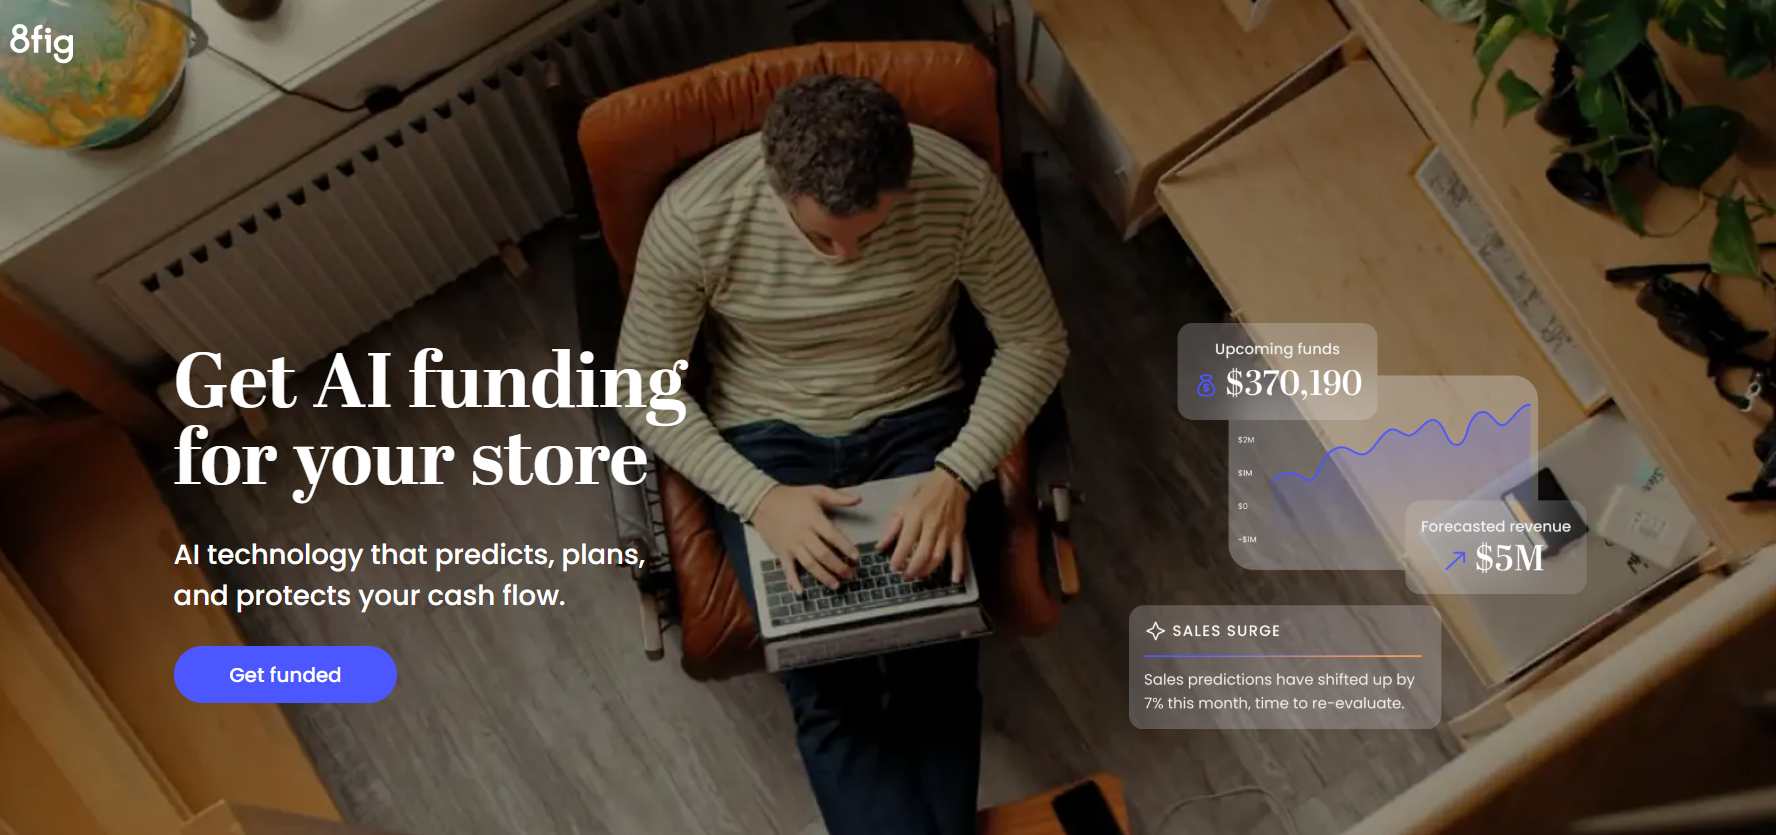 8fig
Get AI funding
for your store
AI technology that predicts, plans,
and protects your cash flow.
Get funded
Upcoming funds
$370,190
$2M
$1M
$0
-$1M
Forecasted revenue
$5M
SALES SURGE
Sales predictions have shifted up by
7% this month, time to re-evaluate.